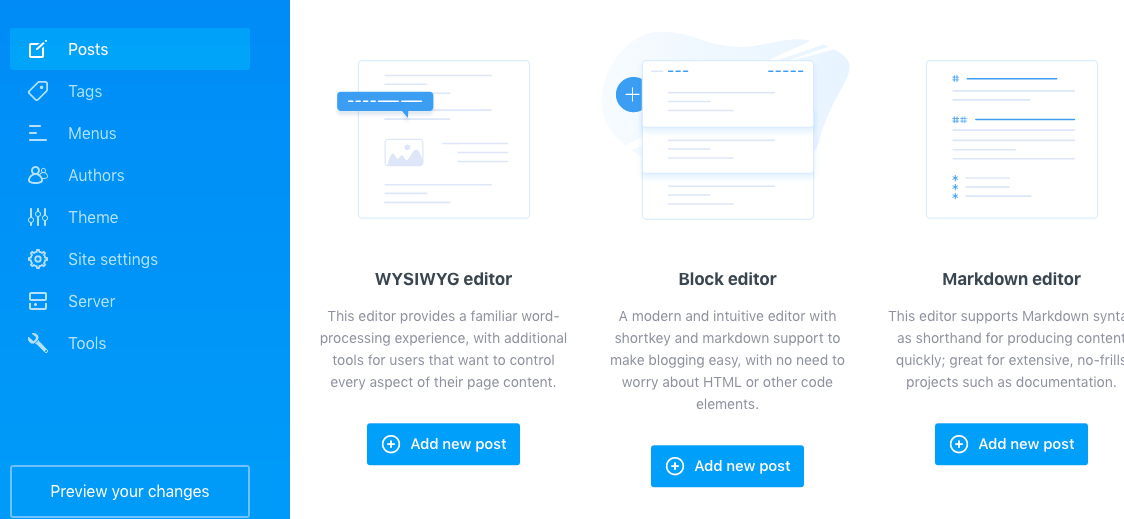 Posts
Tags
Menus
Authors
Theme
Site settings
Server
Tools
Preview your changes
WYSIWYG editor
This editor provides a familiar word-
processing experience, with additional
tools for users that want to control
every aspect of their page content.
Add new post
Block editor
A modern and intuitive editor with
shortkey and markdown support to
make blogging easy, with no need to
worry about HTML or other code
elements.
Add new post
# 
##
*
*
*
Markdown editor
This editor supports Markdown synta
as shorthand for producing content
quickly; great for extensive, no-frills
projects such as documentation.
Add new post